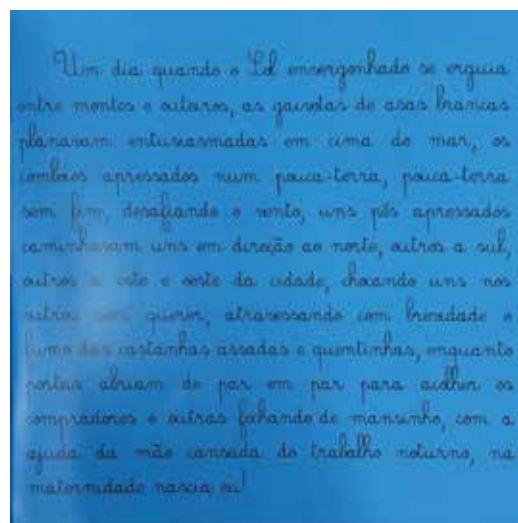 Um dia quando o Sol envergonhado se erguia
entre montes e outeiros, as gaivotas de asas brancas
planavam entusiasmadas em cima do mar, os
comboios apressados num pouca-terra, pouca-terra
sem fim, desafiando o vento, uns pés apressados
caminhavam uns em direção ao norte, outros a sul,
outros a este e oeste da cidade, chocando uns nos
outros sem querer, atravessando com brevidade o
fumo das castanhas assadas e quentinhas, enquanto
portas abriam de par em par para acolher os
compradores e outras fechando de mansinho, com a
ajuda da mão cansada do trabalho noturno, na
maternidade nascia eu!